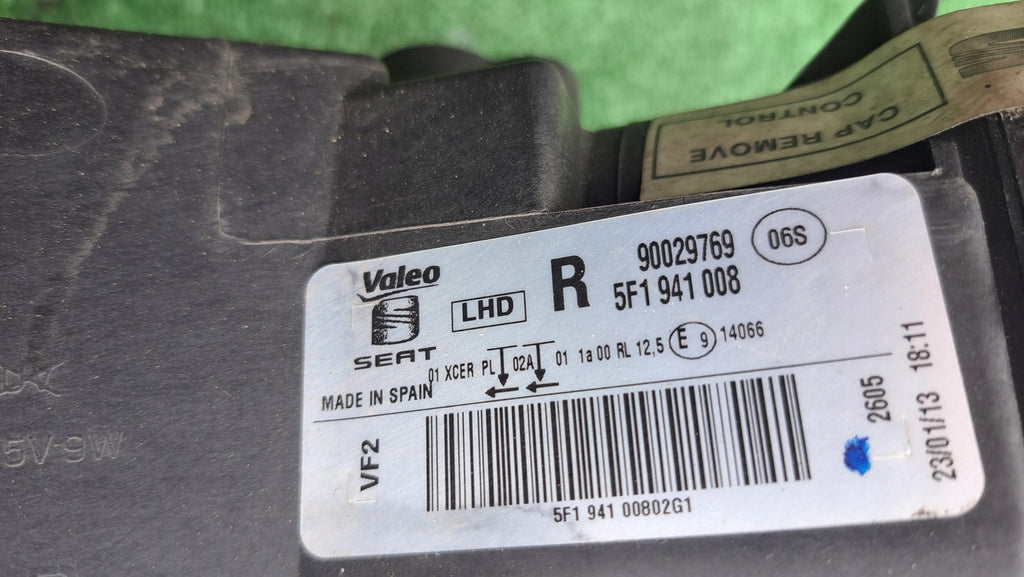 CAP REMOVE
CONTROL
Valeo
SEAT
LHD
R
90029769
5F1 941 008
06S
01 XCER PL 02A 01 1a 00 RL 12,5 E 9 14066
MADE IN SPAIN
VF2
5F1 941 00802G1
2605
23/01/13 18:11
5V-9W